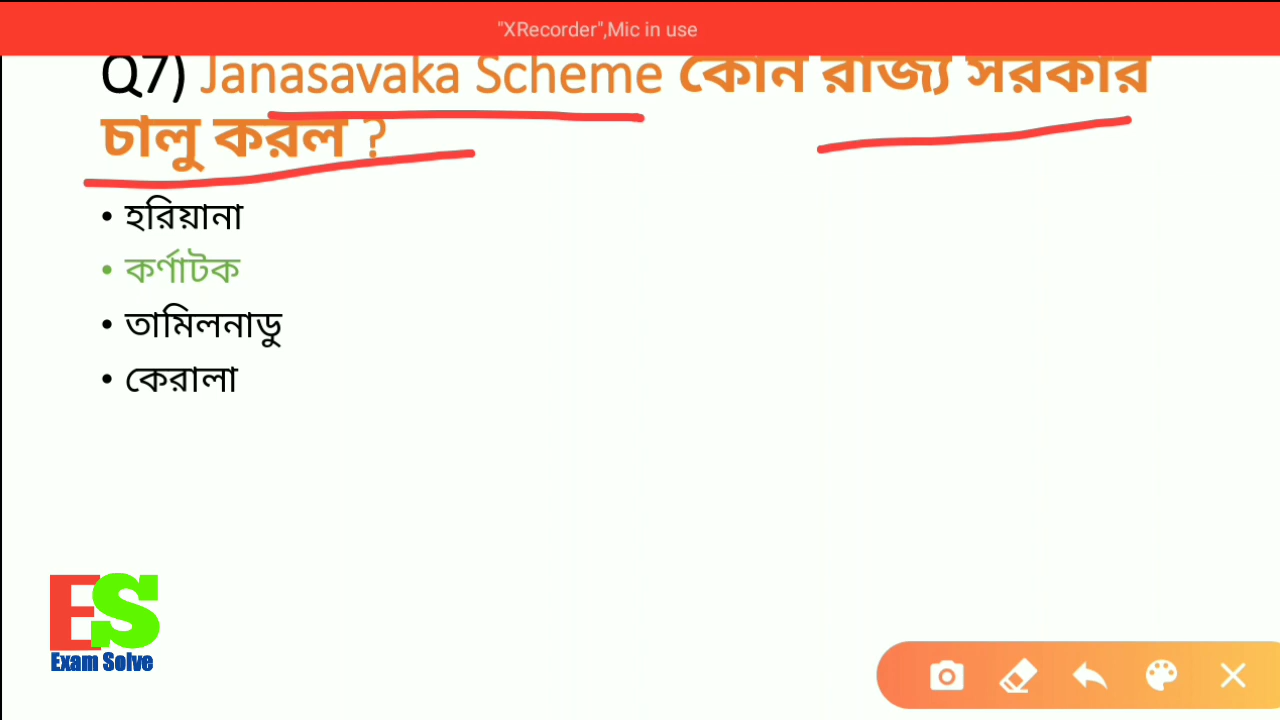 "XRecorder",Mic in use
Q7) Janasavaka Scheme কোন রাজ্য সরকার
চালু করল ?
• হরিয়ানা
• কর্ণাটক
• তামিলনাড়ু
• কেরালা
ES
Exam Solve